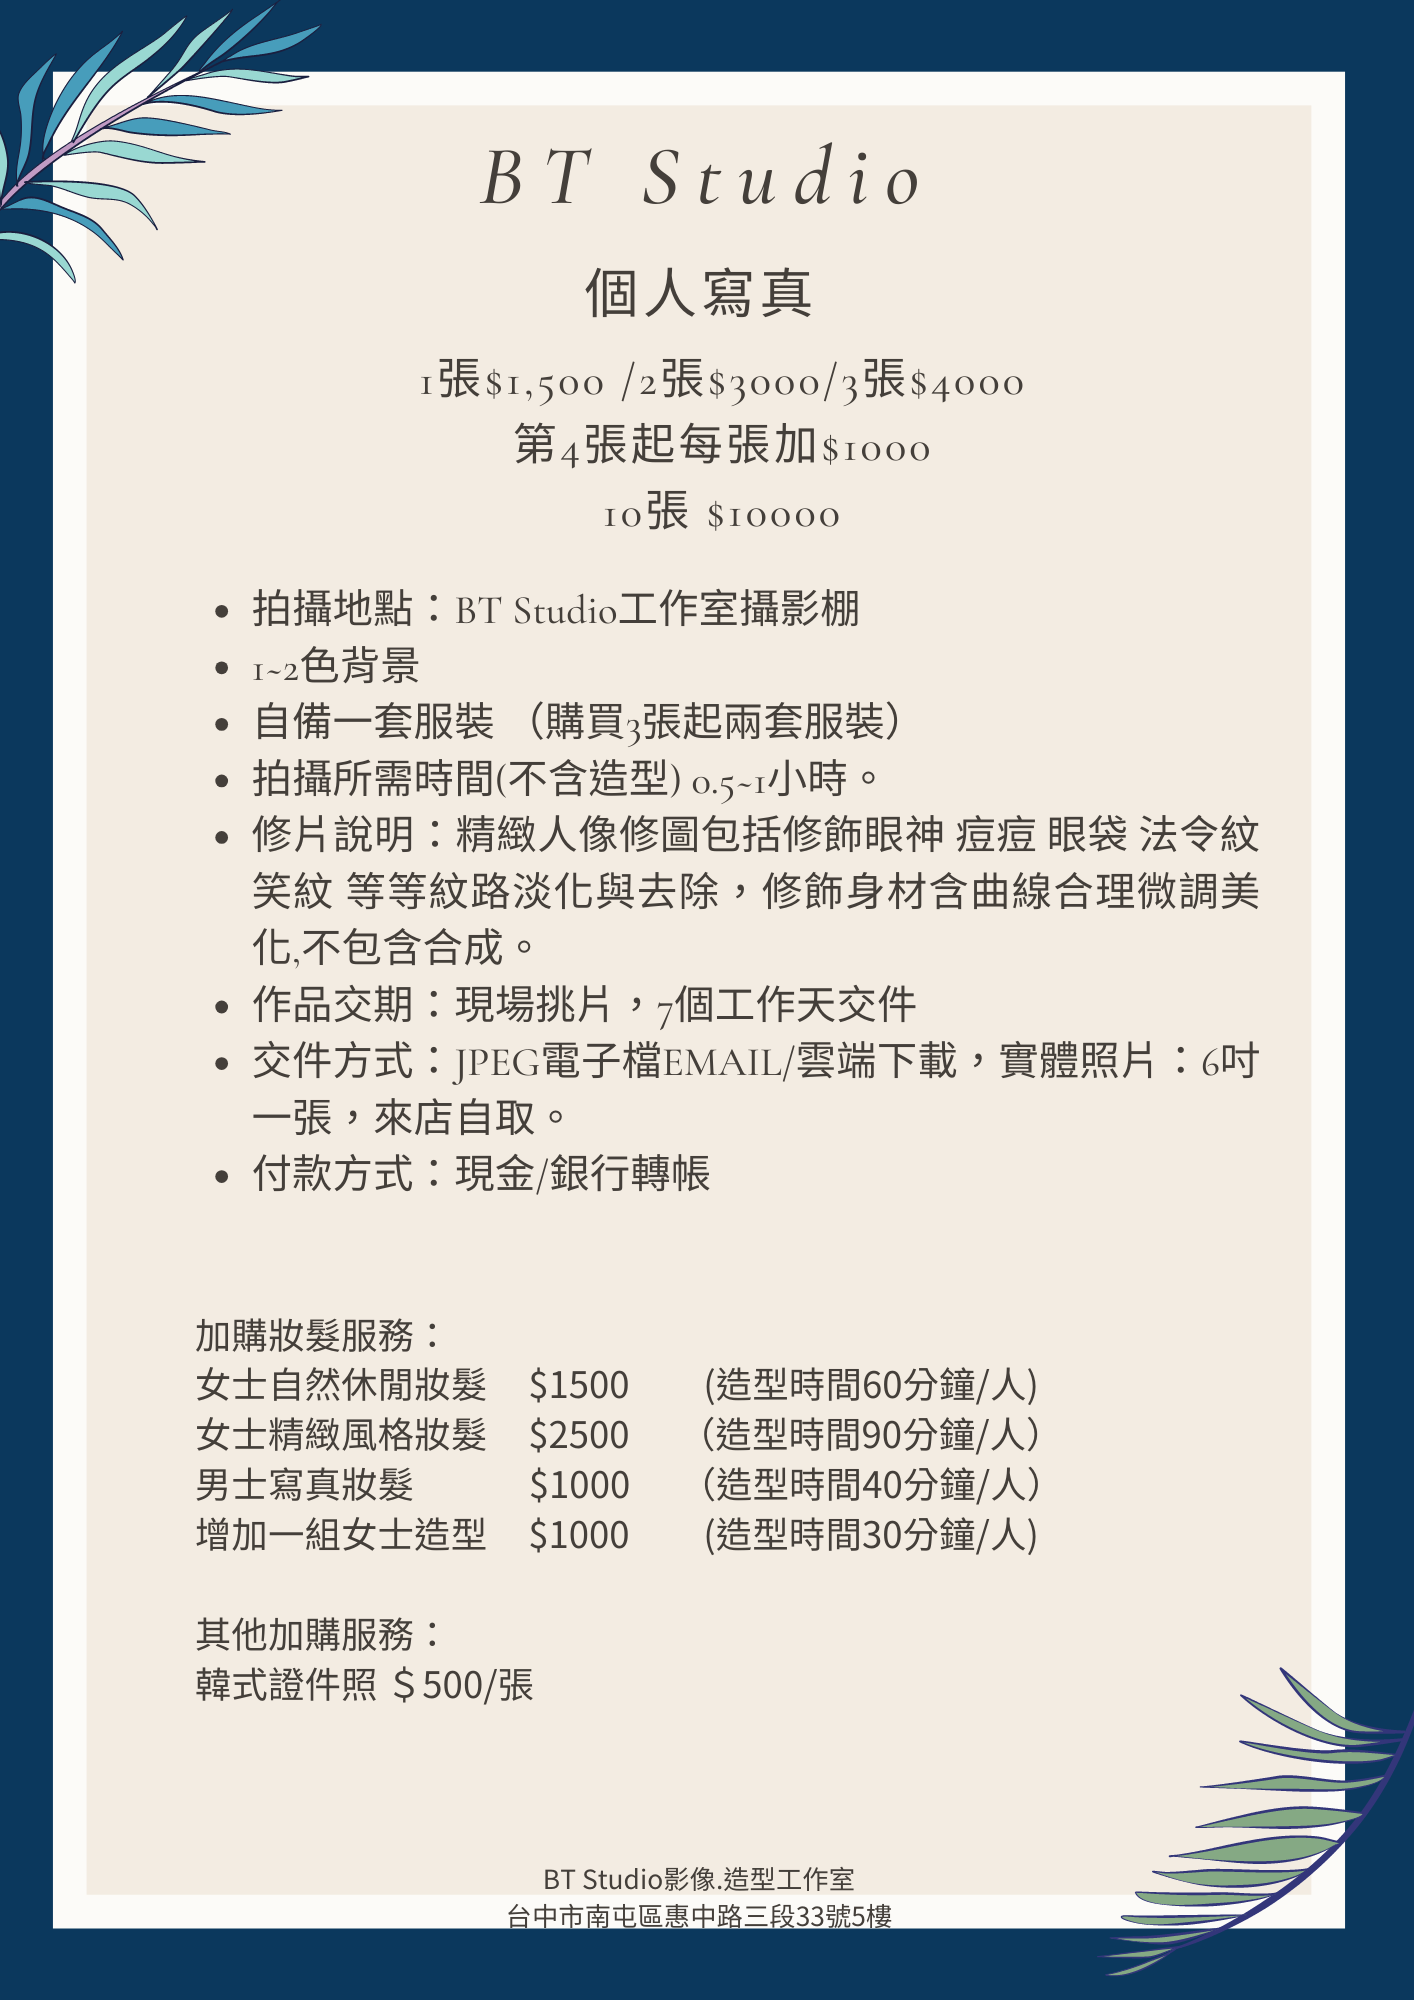 BT Studio
個人寫真
1張$1,500 /2張$3000/3張$4000
第4張起每張加$1000
10張 $10000
• 拍攝地點：BT Studio工作室攝影棚
• 1~2色背景
• 自備一套服裝 （購買3張起兩套服裝）
• 拍攝所需時間(不含造型) 0.5~1小時。
• 修片說明：精緻人像修圖包括修飾眼神 痘痘 眼袋 法令紋
笑紋 等等紋路淡化與去除，修飾身材含曲線合理微調美
化,不包含合成。
• 作品交期：現場挑片，7個工作天交件
• 交件方式：JPEG電子檔EMAIL/雲端下載，實體照片：6吋
一張，來店自取。
• 付款方式：現金/銀行轉帳
加購妝髮服務：
女士自然休閒妝髮 $1500 (造型時間60分鐘/人)
女士精緻風格妝髮 $2500 （造型時間90分鐘/人）
男士寫真妝髮 $1000 （造型時間40分鐘/人）
增加一組女士造型 $1000 (造型時間30分鐘/人)
其他加購服務：
韓式證件照 ＄500/張
BT Studio影像.造型工作室
台中市南屯區惠中路三段33號5樓